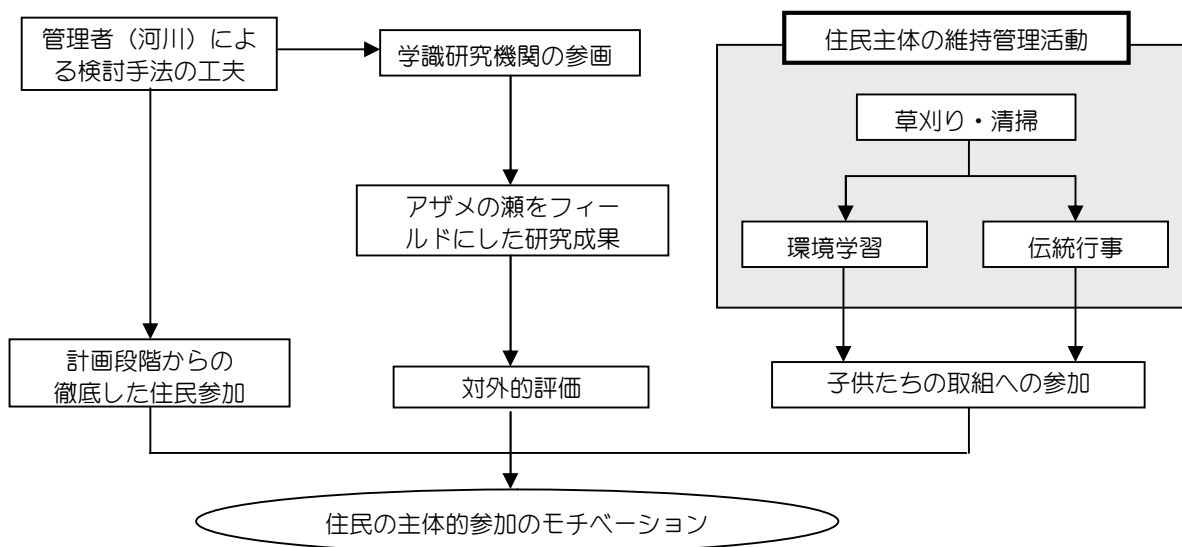 管理者（河川）によ
る検討手法の工夫
学識研究機関の参画
住民主体の維持管理活動
草刈り・清掃
アザメの瀬をフィー
ルドにした研究成果
環境学習
伝統行事
計画段階からの
徹底した住民参加
対外的評価
子供たちの取組への参加
住民の主体的参加のモチベーション